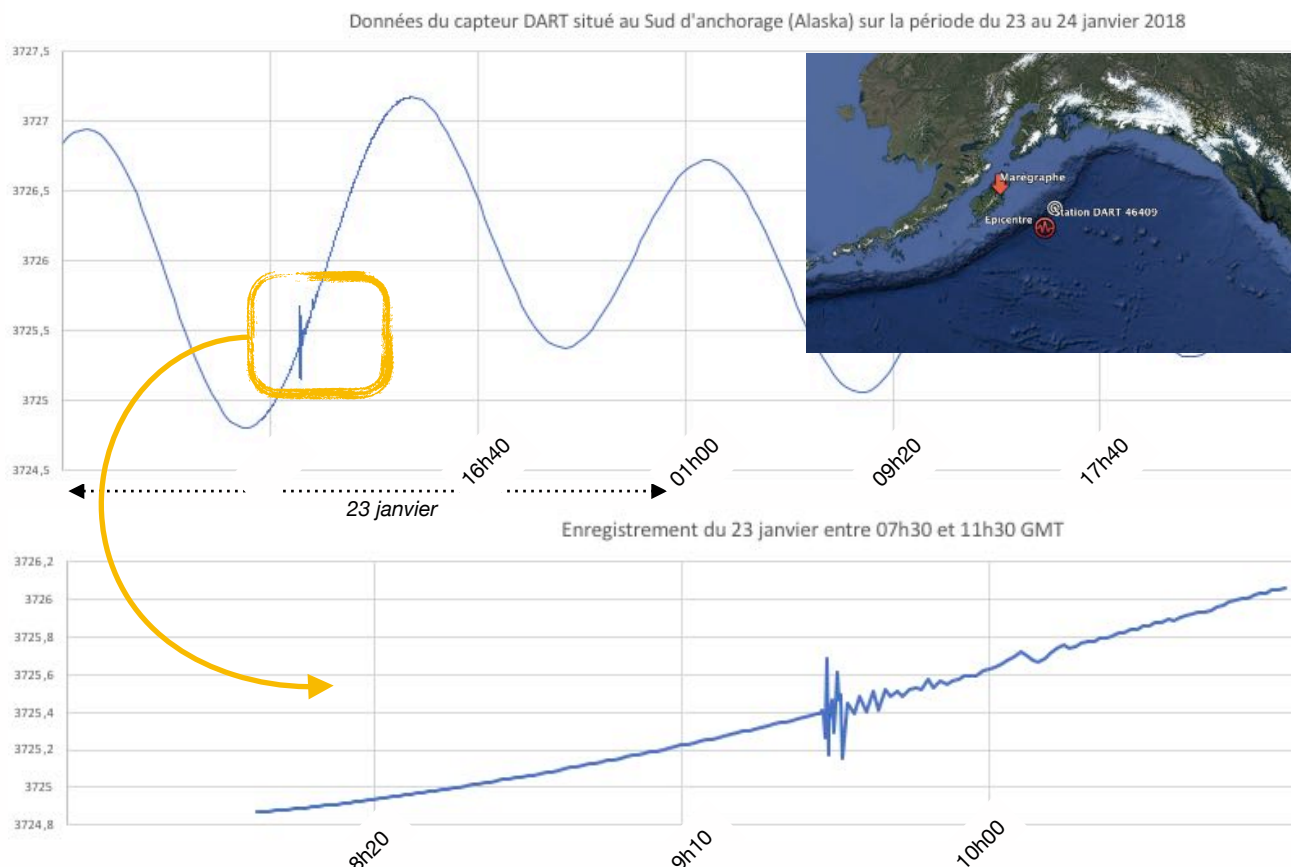 Données du capteur DART situé au Sud d'anchorage (Alaska) sur la période du 23 au 24 janvier 2018
3727,5
3727
3726,5
3726
3725,5
3725
3724,5
Marégraphe
Station DART 46409
Epicentre
16h40
01h00
09h20
17h40
23 janvier
Enregistrement du 23 janvier entre 07h30 et 11h30 GMT
3726,2
3726
3725,8
3725,6
3725,4
3725,2
3725
3724,8
8h20
9h10
10h00